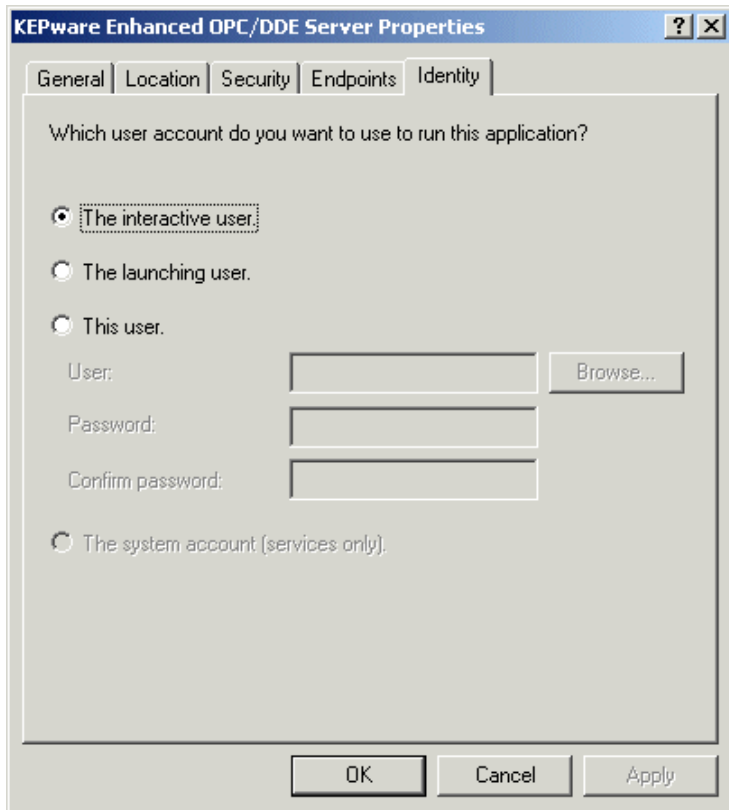 KEPware Enhanced OPC/DDE Server Properties
General Location Security Endpoints Identity
Which user account do you want to use to run this application?
The interactive user.
The launching user.
This user.
User:
Browse...
Password:
Confirm password:
The system account (services only).
OK Cancel Apply